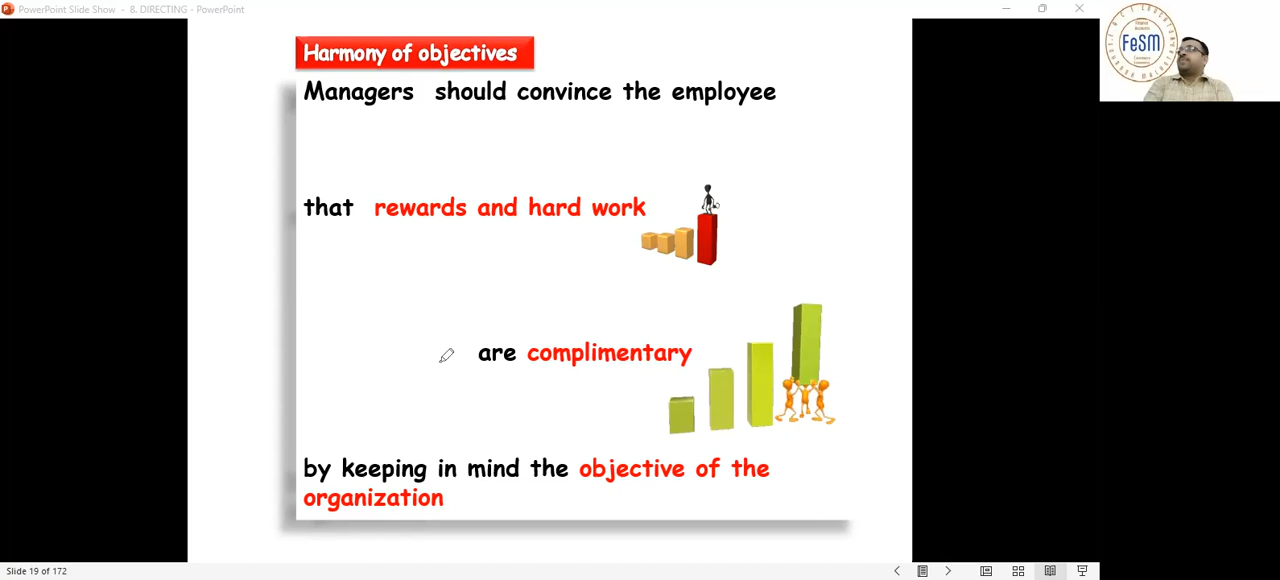 PowerPoint Slide Show - 8. DIRECTING - PowerPoint
FeSM
Harmony of objectives
Managers should convince the employee
that rewards and hard work
are complimentary
by keeping in mind the objective of the
organization
Slide 19 of 172